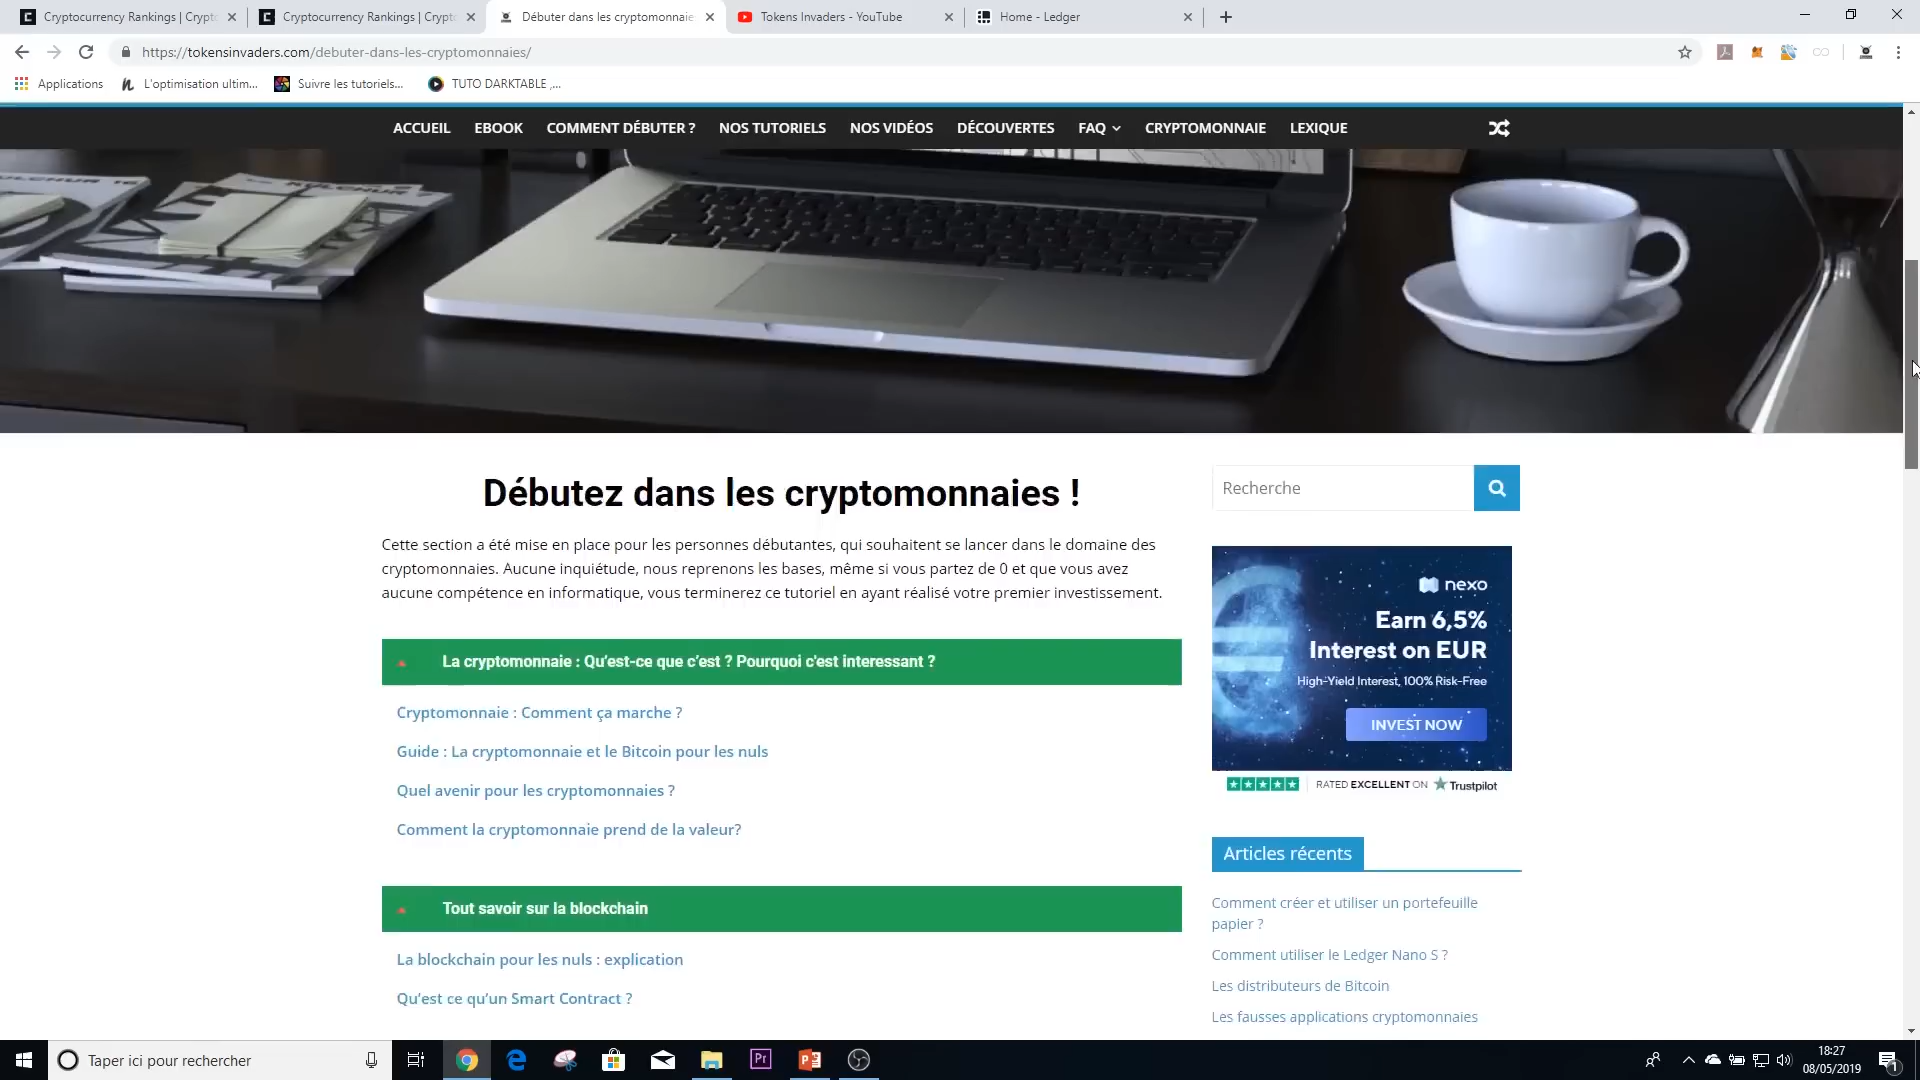 Cryptocurrency Rankings | Crypto
Cryptocurrency Rankings | Crypto
Débuter dans les cryptomonnaie
Tokens Invaders - YouTube
Home - Ledger
https://tokensinvaders.com/debuter-dans-les-cryptomonnaies/
Applications
L'optimisation ultim...
Suivre les tutoriels...
TUTO DARKTABLE ,...
ACCUEIL
EBOOK
COMMENT DÉBUTER ?
NOS TUTORIELS
NOS VIDÉOS
DÉCOUVERTES
FAQ
CRYPTOMONNAIE
LEXIQUE
Débutez dans les cryptomonnaies !
Cette section a été mise en place pour les personnes débutantes, qui souhaitent se lancer dans le domaine des
cryptomonnaies. Aucune inquiétude, nous reprenons les bases, même si vous partez de 0 et que vous avez
aucune compétence en informatique, vous terminerez ce tutoriel en ayant réalisé votre premier investissement.
La cryptomonnaie : Qu'est-ce que c'est ? Pourquoi c'est interessant ?
Cryptomonnaie : Comment ça marche ?
Guide : La cryptomonnaie et le Bitcoin pour les nuls
Quel avenir pour les cryptomonnaies ?
Comment la cryptomonnaie prend de la valeur?
Tout savoir sur la blockchain
La blockchain pour les nuls : explication
Qu'est ce qu'un Smart Contract ?
Recherche
nexo
Earn 6,5%
Interest on EUR
High-Yield Interest, 100% Risk-Free
INVEST NOW
RATED EXCELLENT ON Trustpilot
Articles récents
Comment créer et utiliser un portefeuille
papier ?
Comment utiliser le Ledger Nano S ?
Les distributeurs de Bitcoin
Les fausses applications cryptomonnaies
Taper ici pour rechercher
Pr
18:27
08/05/2019
1